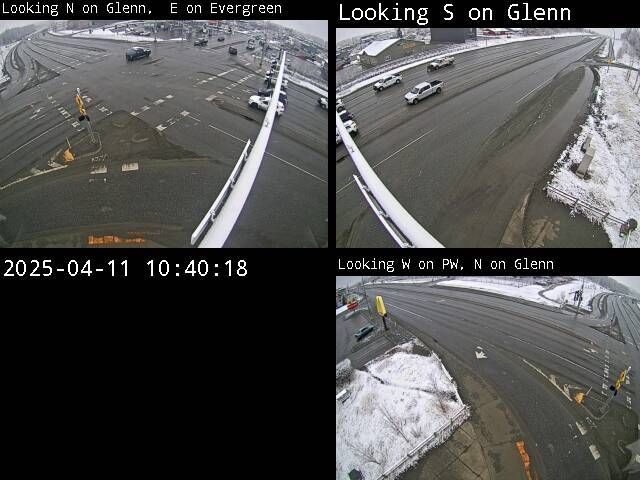 Looking N on Glenn,  E on Evergreen
Looking S on Glenn
2025-04-11 10:40:18
Looking W on PW, N on Glenn